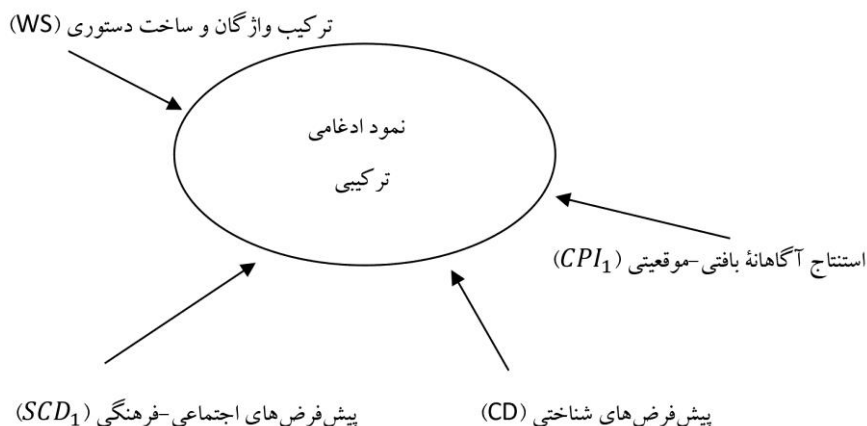 ترکیب واژگان و ساخت دستوری (WS)
نمود ادغامی
ترکیبی
استنتاج آگاهانهٔ بافتی-موقعیتی (CPI₁)
پیش‌فرض‌های شناختی (CD)
پیش‌فرض‌های اجتماعی-فرهنگی (SCD₁)